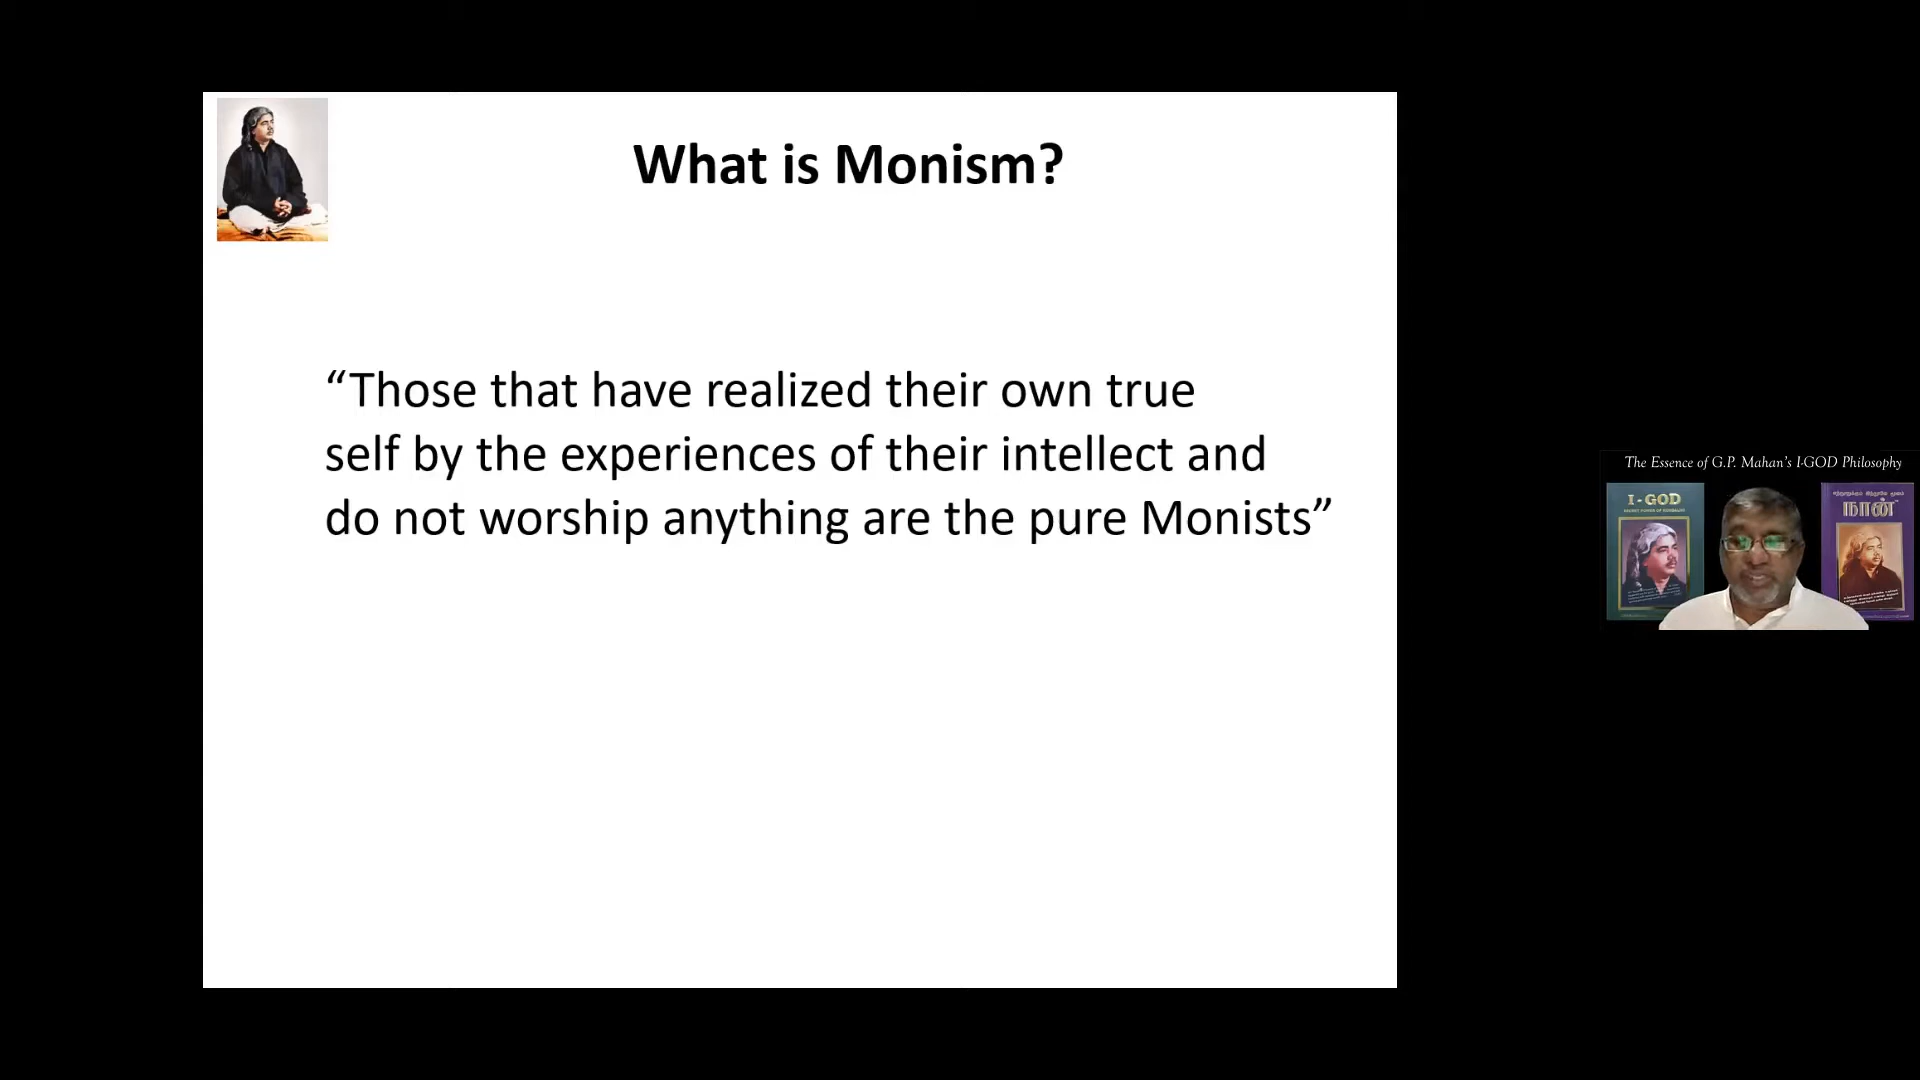 What is Monism?
“Those that have realized their own true
self by the experiences of their intellect and
do not worship anything are the pure Monists”
The Essence of G.P. Mahan's I-GOD Philosophy
I - GOD
நான்